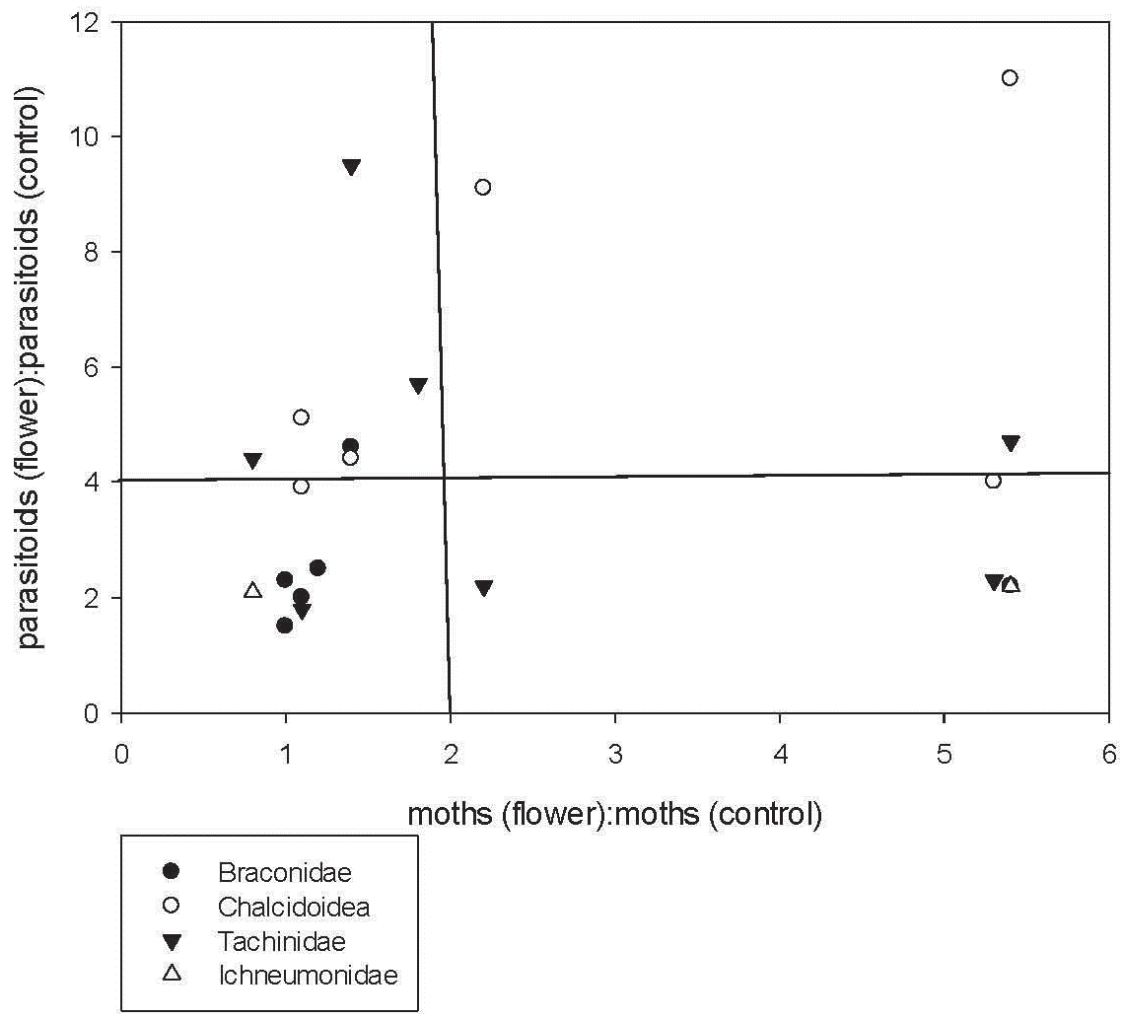 parasitoids (flower):parasitoids (control)
12
10
8
6
4
2
0
0 1 2 3 4 5 6
moths (flower):moths (control)
Braconidae
Chalcidoidea
Tachinidae
Ichneumonidae